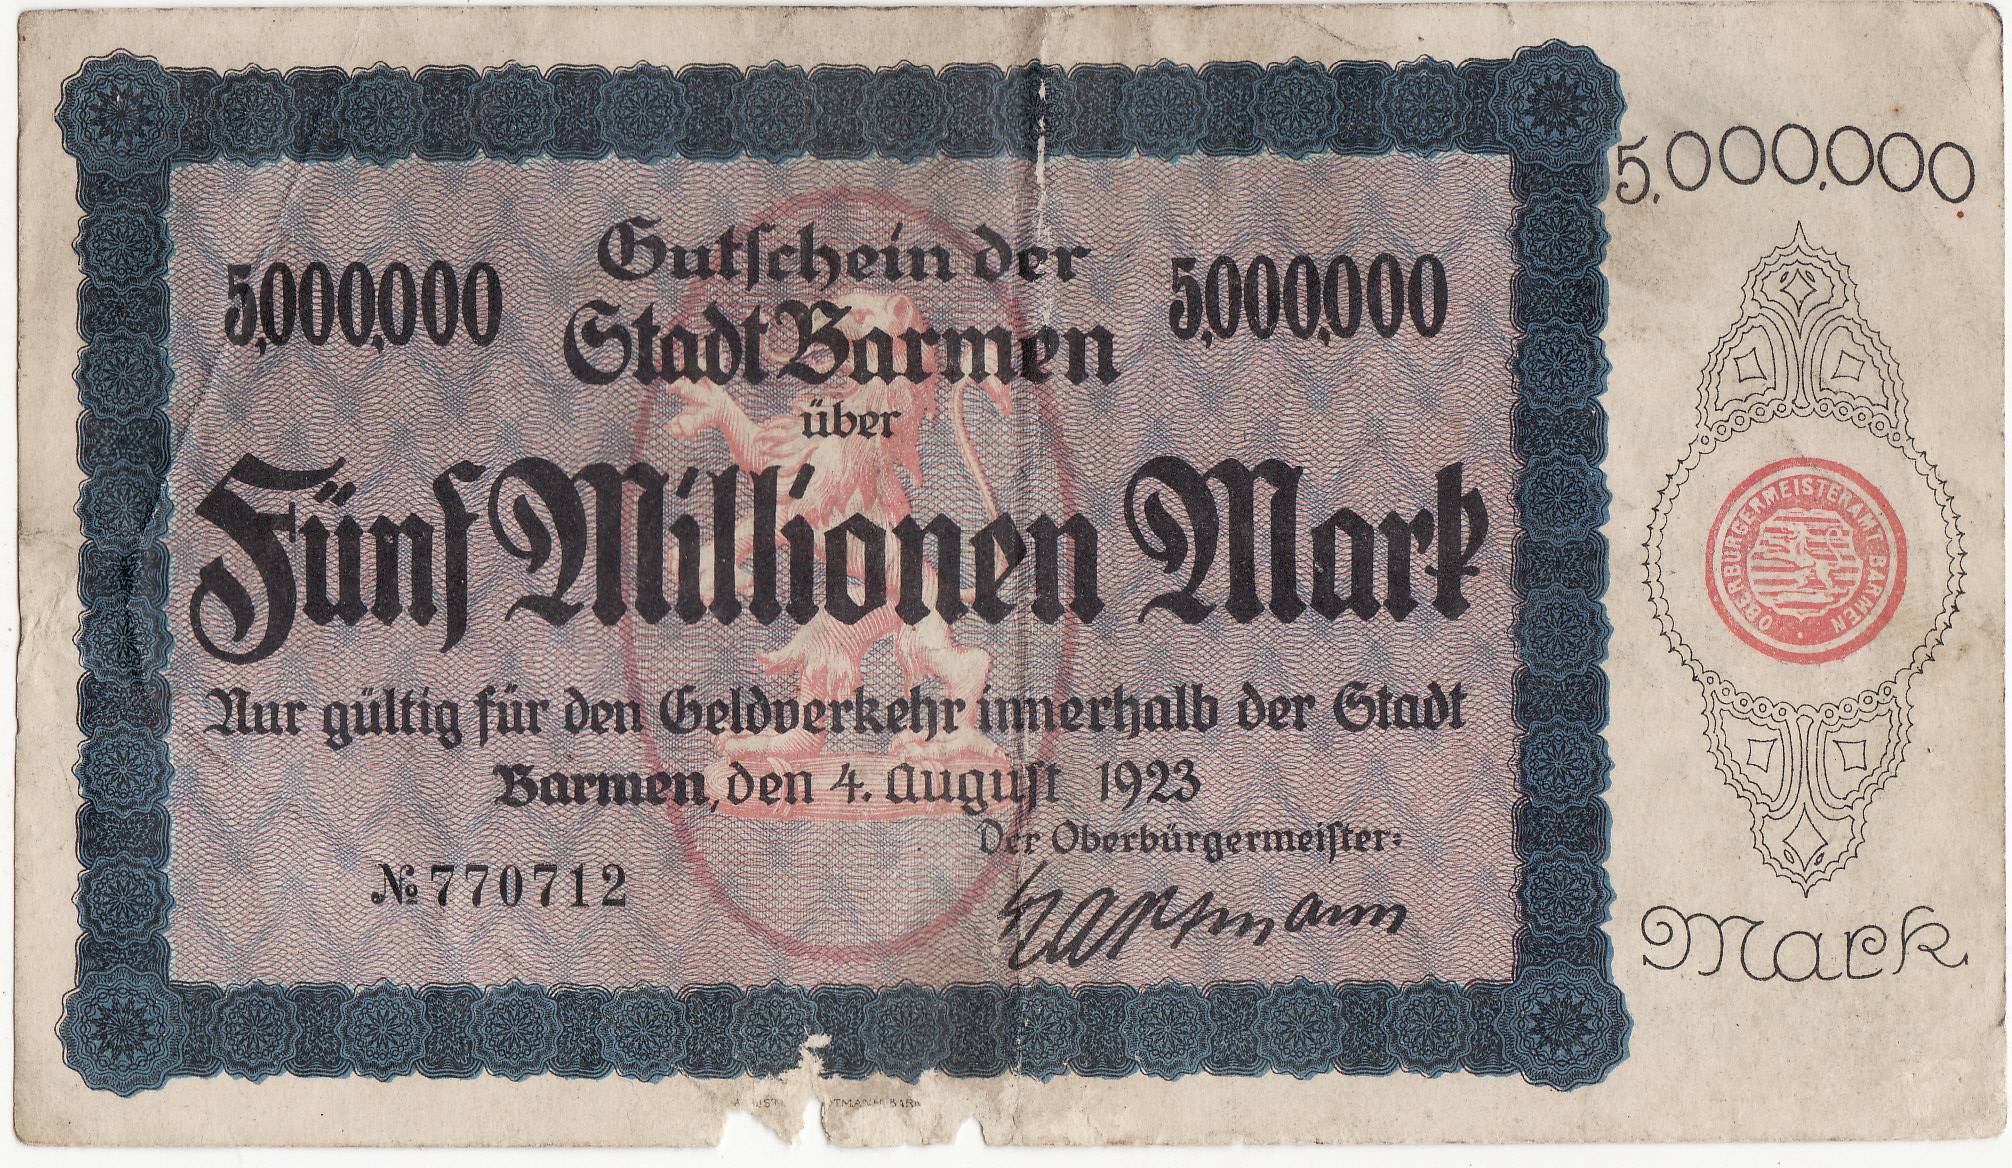 5,000,000
Gutschein der
5,000,000
Stadt Barmen
über
Fünf Millionen Mark
Nur gültig für den Geldverkehr innerhalb der Stadt
Barmen, den 4. August 1923
Der Oberbürgermeister:
№ 770712
5,000,000
OBERBÜRGERMEISTERAMT BARMEN
Mark